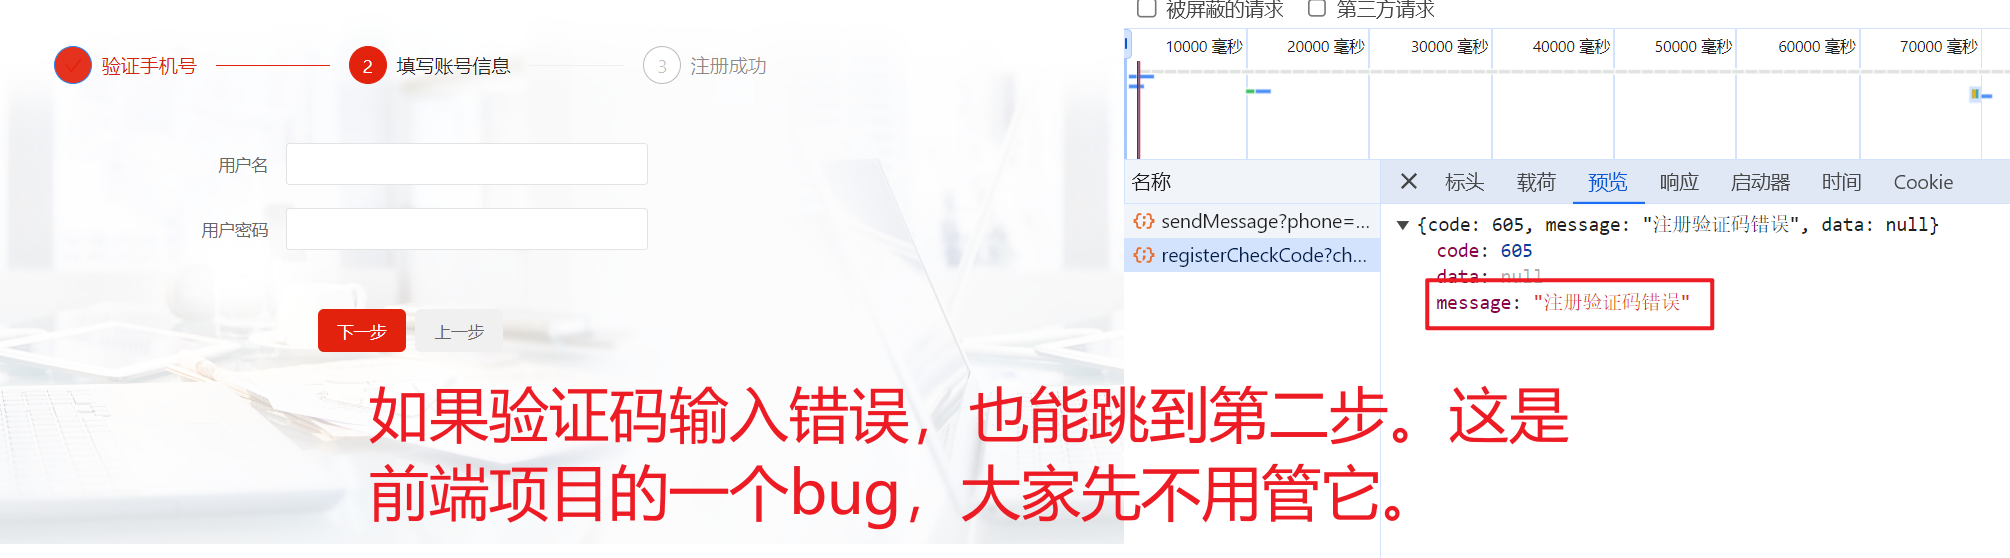 验证手机号
2 填写账号信息
3 注册成功
用户名
用户密码
下一步 上一步
被屏蔽的请求 第三方请求
10000 毫秒 20000 毫秒 30000 毫秒 40000 毫秒 50000 毫秒 60000 毫秒 70000 毫秒
名称
sendMessage?phone=...
registerCheckCode?ch...
标头 载荷 预览 响应 启动器 时间 Cookie
{code: 605, message: "注册验证码错误", data: null}
code: 605
data: null
message: "注册验证码错误"
如果验证码输入错误，也能跳到第二步。这是
前端项目的一个bug，大家先不用管它。